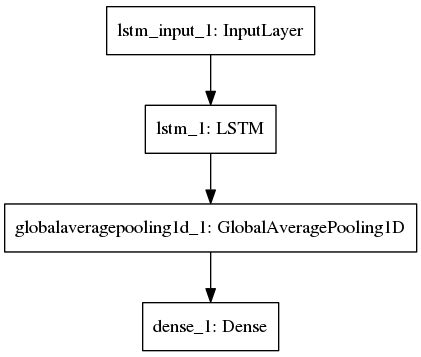 lstm_input_1: InputLayer
lstm_1: LSTM
globalaveragepooling1d_1: GlobalAveragePooling1D
dense_1: Dense